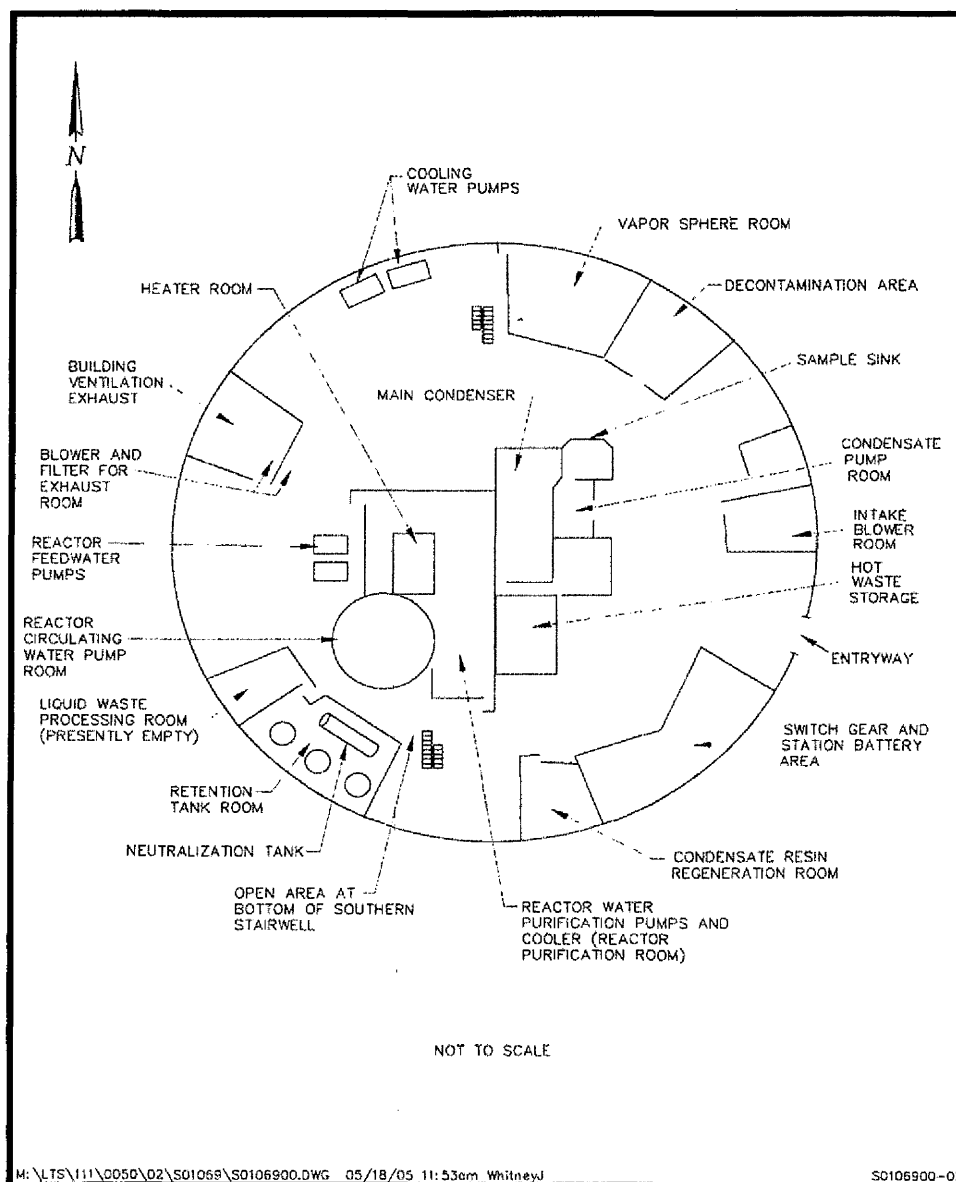 N
COOLING
WATER PUMPS
VAPOR SPHERE ROOM
HEATER ROOM
DECONTAMINATION AREA
BUILDING
VENTILATION
EXHAUST
SAMPLE SINK
MAIN CONDENSER
CONDENSATE
PUMP
ROOM
BLOWER AND
FILTER FOR
EXHAUST
ROOM
INTAKE
BLOWER
ROOM
REACTOR
FEEDWATER
PUMPS
HOT
WASTE
STORAGE
REACTOR
CIRCULATING
WATER PUMP
ROOM
ENTRYWAY
LIQUID WASTE
PROCESSING ROOM
(PRESENTLY EMPTY)
SWITCH GEAR AND
STATION BATTERY
AREA
RETENTION
TANK ROOM
NEUTRALIZATION TANK
CONDENSATE RESIN
REGENERATION ROOM
OPEN AREA AT
BOTTOM OF SOUTHERN
STAIRWELL
REACTOR WATER
PURIFICATION PUMPS AND
COOLER (REACTOR
PURIFICATION ROOM)
NOT TO SCALE
M:\LTS\111\0050\02\S01069\S0106900.DWG 05/18/05 11:53am WhitneyJ